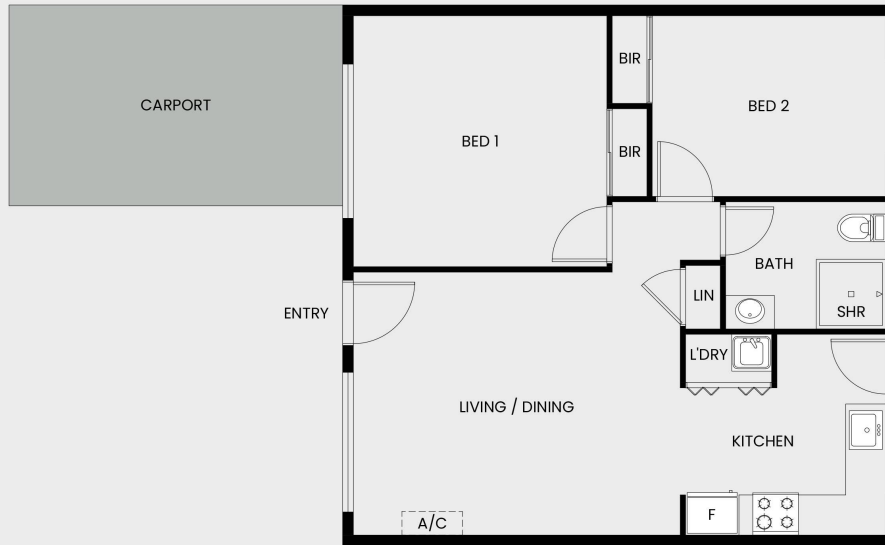 CARPORT
BED 1
BIR
BED 2
BIR
BATH
ENTRY
LIN
SHR
L'DRY
LIVING / DINING
KITCHEN
A/C
F